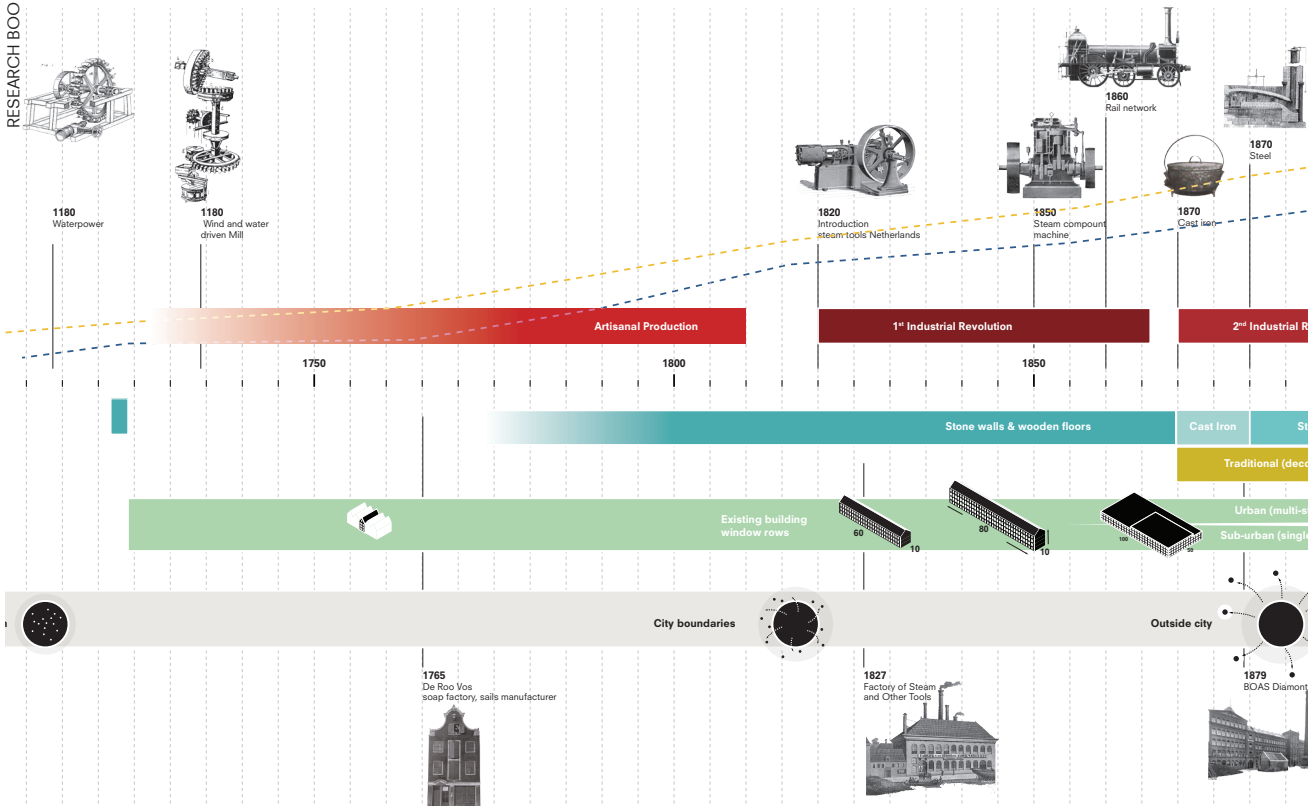 RESEARCH BOO
1860
Rail network
1870
Steel
1180
Waterpower
1180
Wind and water
driven Mill
1820
Introduction
steam tools Netherlands
1850
Steam compount
machine
1870
Cast iron
Artisanal Production
1st Industrial Revolution
2nd Industrial R
1750
1800
1850
Stone walls & wooden floors
Cast Iron
St
Traditional (deco
Existing building
window rows
60
10
80
10
100
50
Urban (multi-s
Sub-urban (single
City boundaries
Outside city
1765
De Roo Vos
soap factory, sails manufacturer
1827
Factory of Steam
and Other Tools
1879
BOAS Diamont